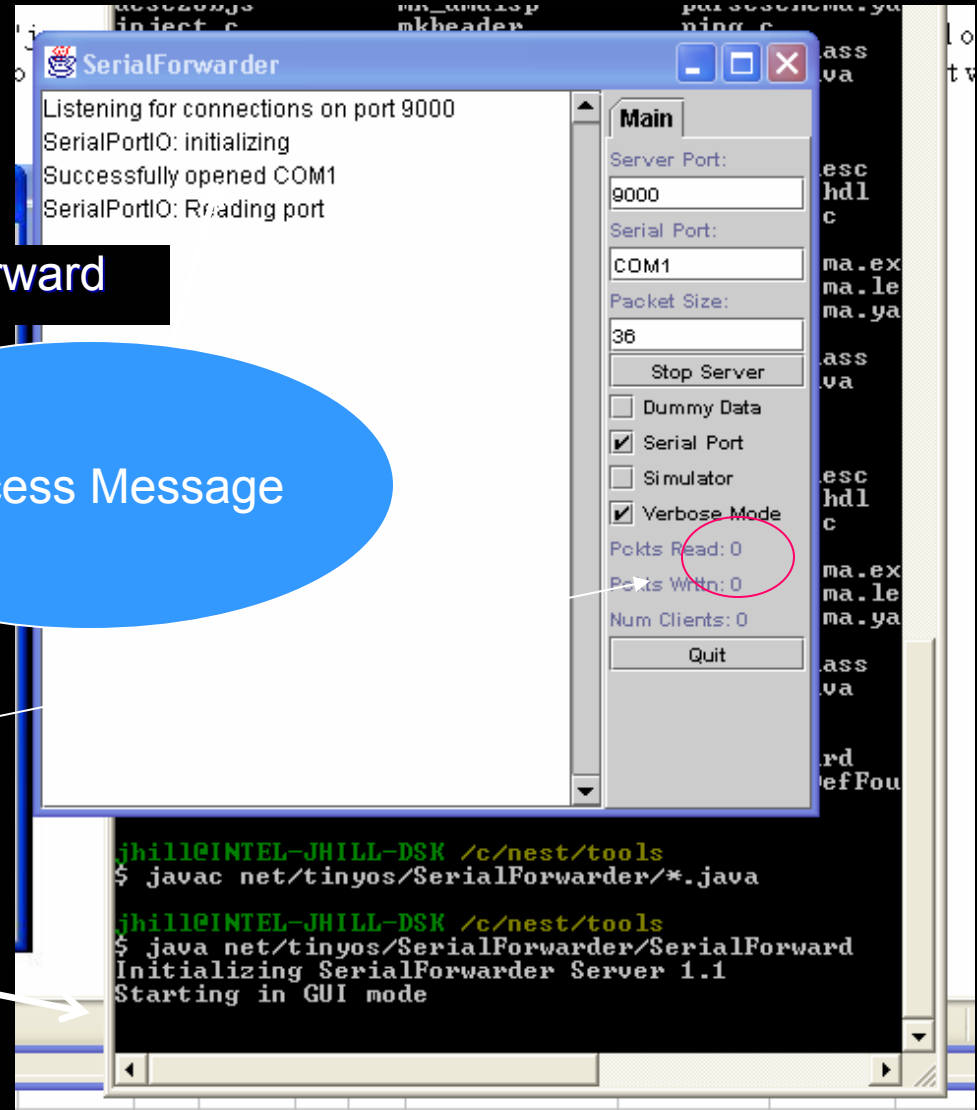 inject.c mkheader ping.c
SerialForwarder
Listening for connections on port 9000
SerialPortIO: initializing
Successfully opened COM1
SerialPortIO: Reading port
Main
Server Port:
9000
Serial Port:
COM1
Packet Size:
36
Stop Server
Dummy Data
Serial Port
Simulator
Verbose Mode
Pckts Read: 0
Pckts Wrttn: 0
Num Clients: 0
Quit
rward
cess Message
ass
va
esc
hdl
c
ma.ex
ma.le
ma.ya
ass
va
esc
hdl
c
ma.ex
ma.le
ma.ya
ass
va
rd
efFou
jhill@INTEL-JHILL-DSK /c/nest/tools
$ javac net/tinyos/SerialForwarder/*.java
jhill@INTEL-JHILL-DSK /c/nest/tools
$ java net/tinyos/SerialForwarder/SerialForward
Initializing SerialForwarder Server 1.1
Starting in GUI mode